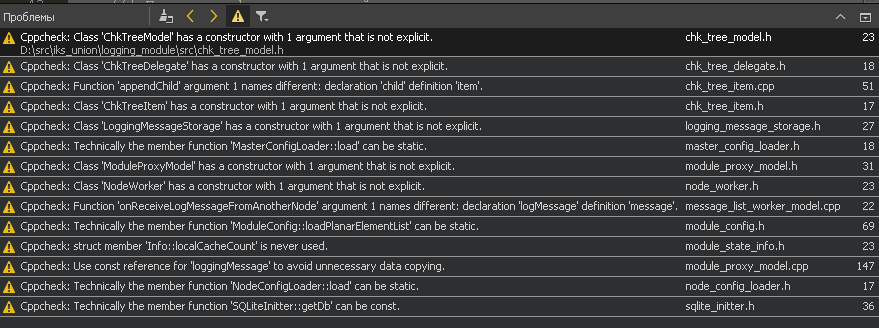 Проблемы
Cppcheck: Class 'ChkTreeModel' has a constructor with 1 argument that is not explicit. chk_tree_model.h 23
D:\src\iks_union\logging_module\src\chk_tree_model.h
Cppcheck: Class 'ChkTreeDelegate' has a constructor with 1 argument that is not explicit. chk_tree_delegate.h 18
Cppcheck: Function 'appendChild' argument 1 names different: declaration 'child' definition 'item'. chk_tree_item.cpp 51
Cppcheck: Class 'ChkTreeItem' has a constructor with 1 argument that is not explicit. chk_tree_item.h 17
Cppcheck: Class 'LoggingMessageStorage' has a constructor with 1 argument that is not explicit. logging_message_storage.h 27
Cppcheck: Technically the member function 'MasterConfigLoader::load' can be static. master_config_loader.h 18
Cppcheck: Class 'ModuleProxyModel' has a constructor with 1 argument that is not explicit. module_proxy_model.h 31
Cppcheck: Class 'NodeWorker' has a constructor with 1 argument that is not explicit. node_worker.h 23
Cppcheck: Function 'onReceiveLogMessageFromAnotherNode' argument 1 names different: declaration 'logMessage' definition 'message'. message_list_worker_model.cpp 22
Cppcheck: Technically the member function 'ModuleConfig::loadPlanarElementList' can be static. module_config.h 69
Cppcheck: struct member 'Info::localCacheCount' is never used. module_state_info.h 23
Cppcheck: Use const reference for 'loggingMessage' to avoid unnecessary data copying. module_proxy_model.cpp 147
Cppcheck: Technically the member function 'NodeConfigLoader::load' can be static. node_config_loader.h 17
Cppcheck: Technically the member function 'SQLiteInitter::getDb' can be const. sqlite_initter.h 36